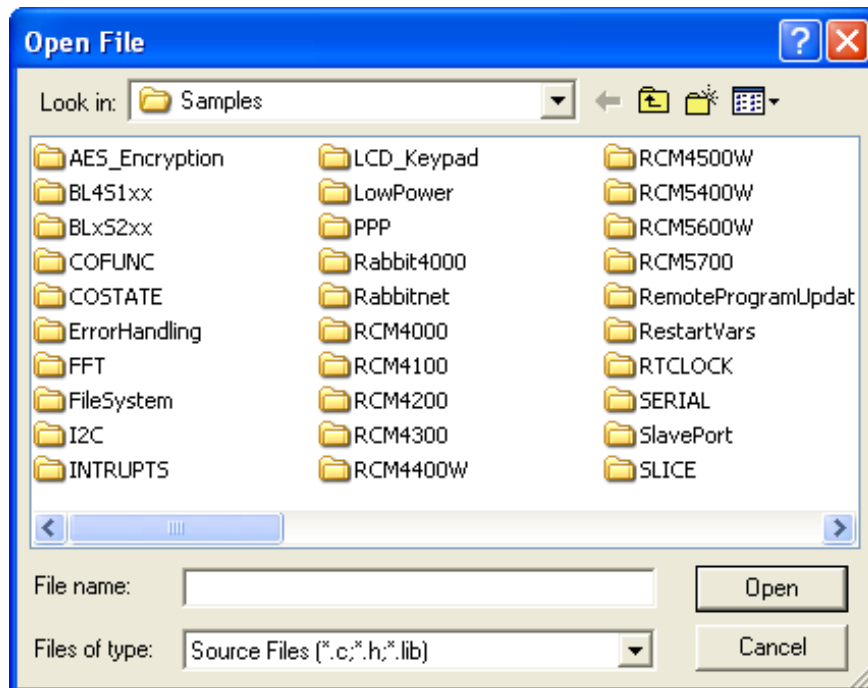 Open File
Look in: Samples
AES_Encryption
BL4S1xx
BLxS2xx
COFUNC
COSTATE
ErrorHandling
FFT
FileSystem
I2C
INTRUPTS
LCD_Keypad
LowPower
PPP
Rabbit4000
Rabbitnet
RCM4000
RCM4100
RCM4200
RCM4300
RCM4400W
RCM4500W
RCM5400W
RCM5600W
RCM5700
RemoteProgramUpdat
RestartVars
RTCLOCK
SERIAL
SlavePort
SLICE
File name:
Open
Files of type: Source Files (*.c;*.h;*.lib)
Cancel